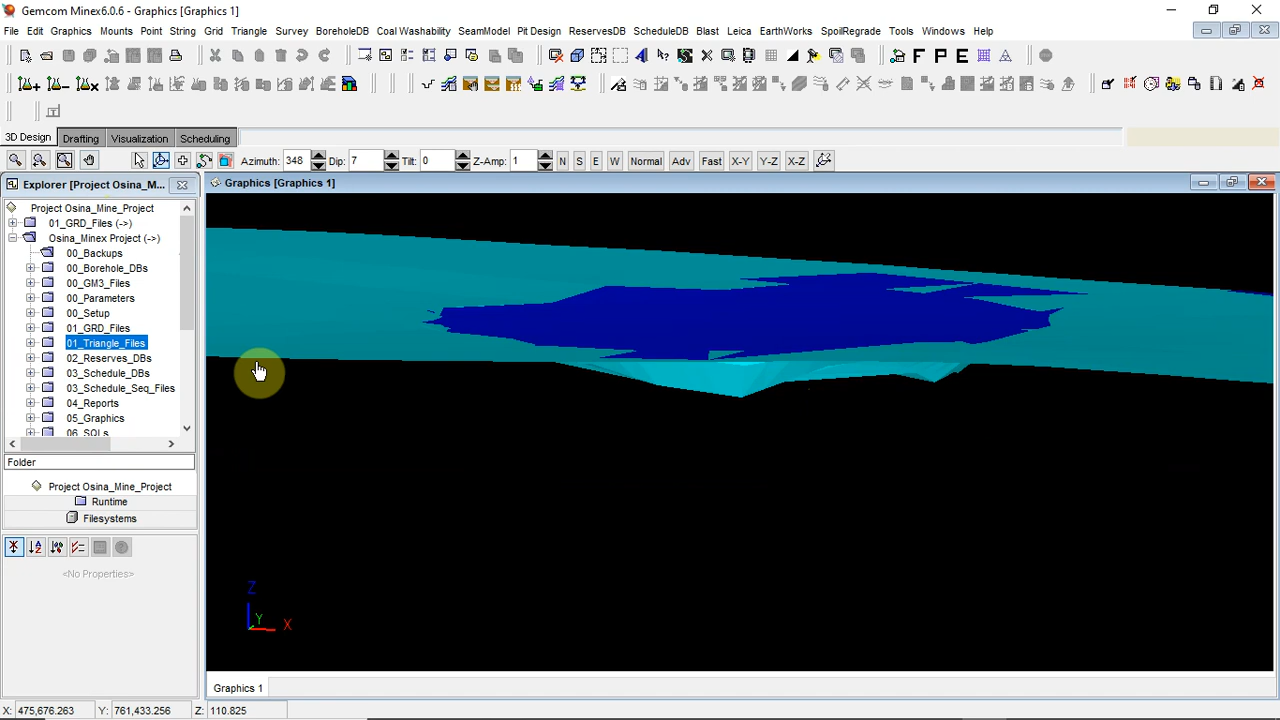 Gemcom Minex6.0.6 - Graphics [Graphics 1]
File Edit Graphics Mounts Point String Grid Triangle Survey BoreholeDB Coal Washability SeamModel Pit Design ReservesDB ScheduleDB Blast Leica EarthWorks SpoilRegrade Tools Windows Help
F P E
3D Design Drafting Visualization Scheduling
Azimuth: 348 Dip: 7 Tilt: 0 Z-Amp: 1 N S E W Normal Adv Fast X-Y Y-Z X-Z
Explorer [Project Osina_M...
Graphics [Graphics 1]
Project Osina_Mine_Project
01_GRD_Files (->)
Osina_Minex Project (->)
00_Backups
00_Borehole_DBs
00_GM3_Files
00_Parameters
00_Setup
01_GRD_Files
01_Triangle_Files
02_Reserves_DBs
03_Schedule_DBs
03_Schedule_Seq_Files
04_Reports
05_Graphics
06_SQLs
Folder
Project Osina_Mine_Project
Runtime
Filesystems
<No Properties>
Z
Y X
Graphics 1
X: 475,676.263 Y: 761,433.256 Z: 110.825